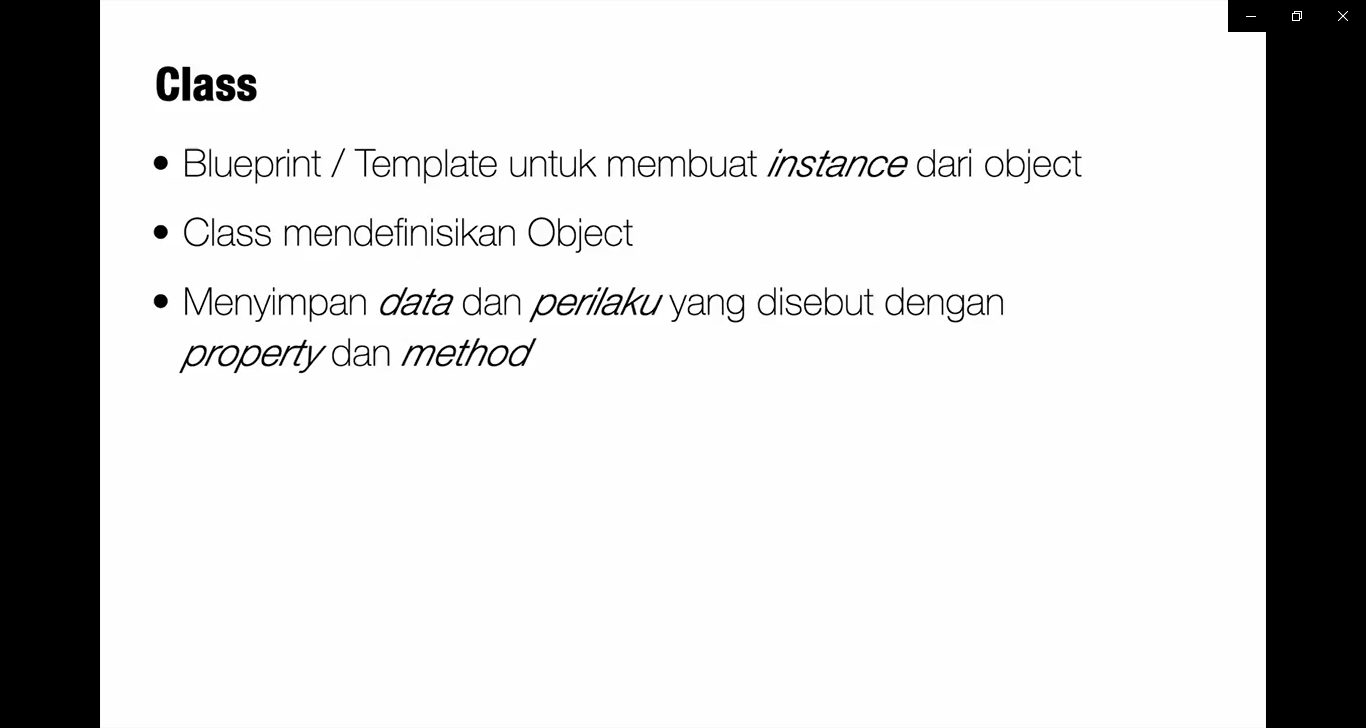 Class
• Blueprint / Template untuk membuat instance dari object
• Class mendefinisikan Object
• Menyimpan data dan perilaku yang disebut dengan
property dan method